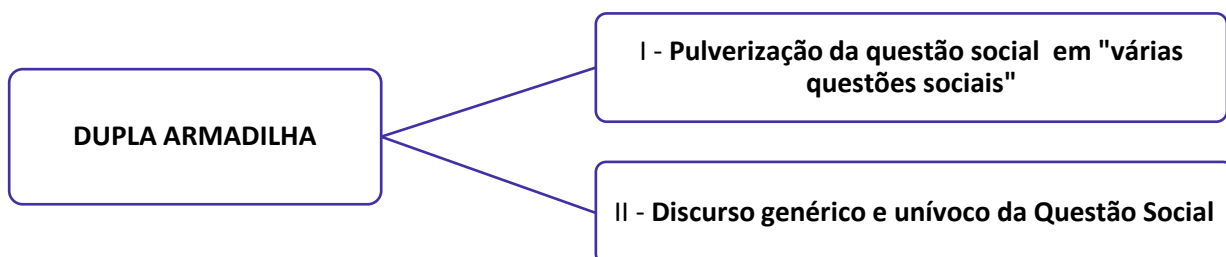 DUPLA ARMADILHA
I - Pulverização da questão social em "várias
questões sociais"
II - Discurso genérico e unívoco da Questão Social